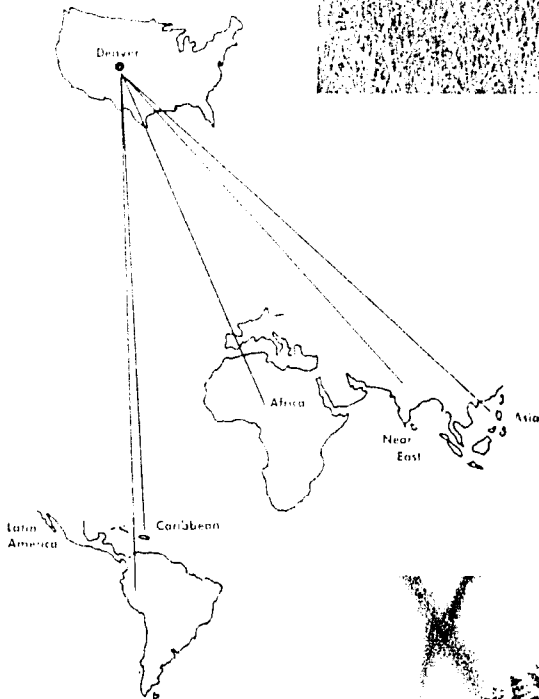 Denver
Africa
Near
East
Asia
Latin
America
Caribbean